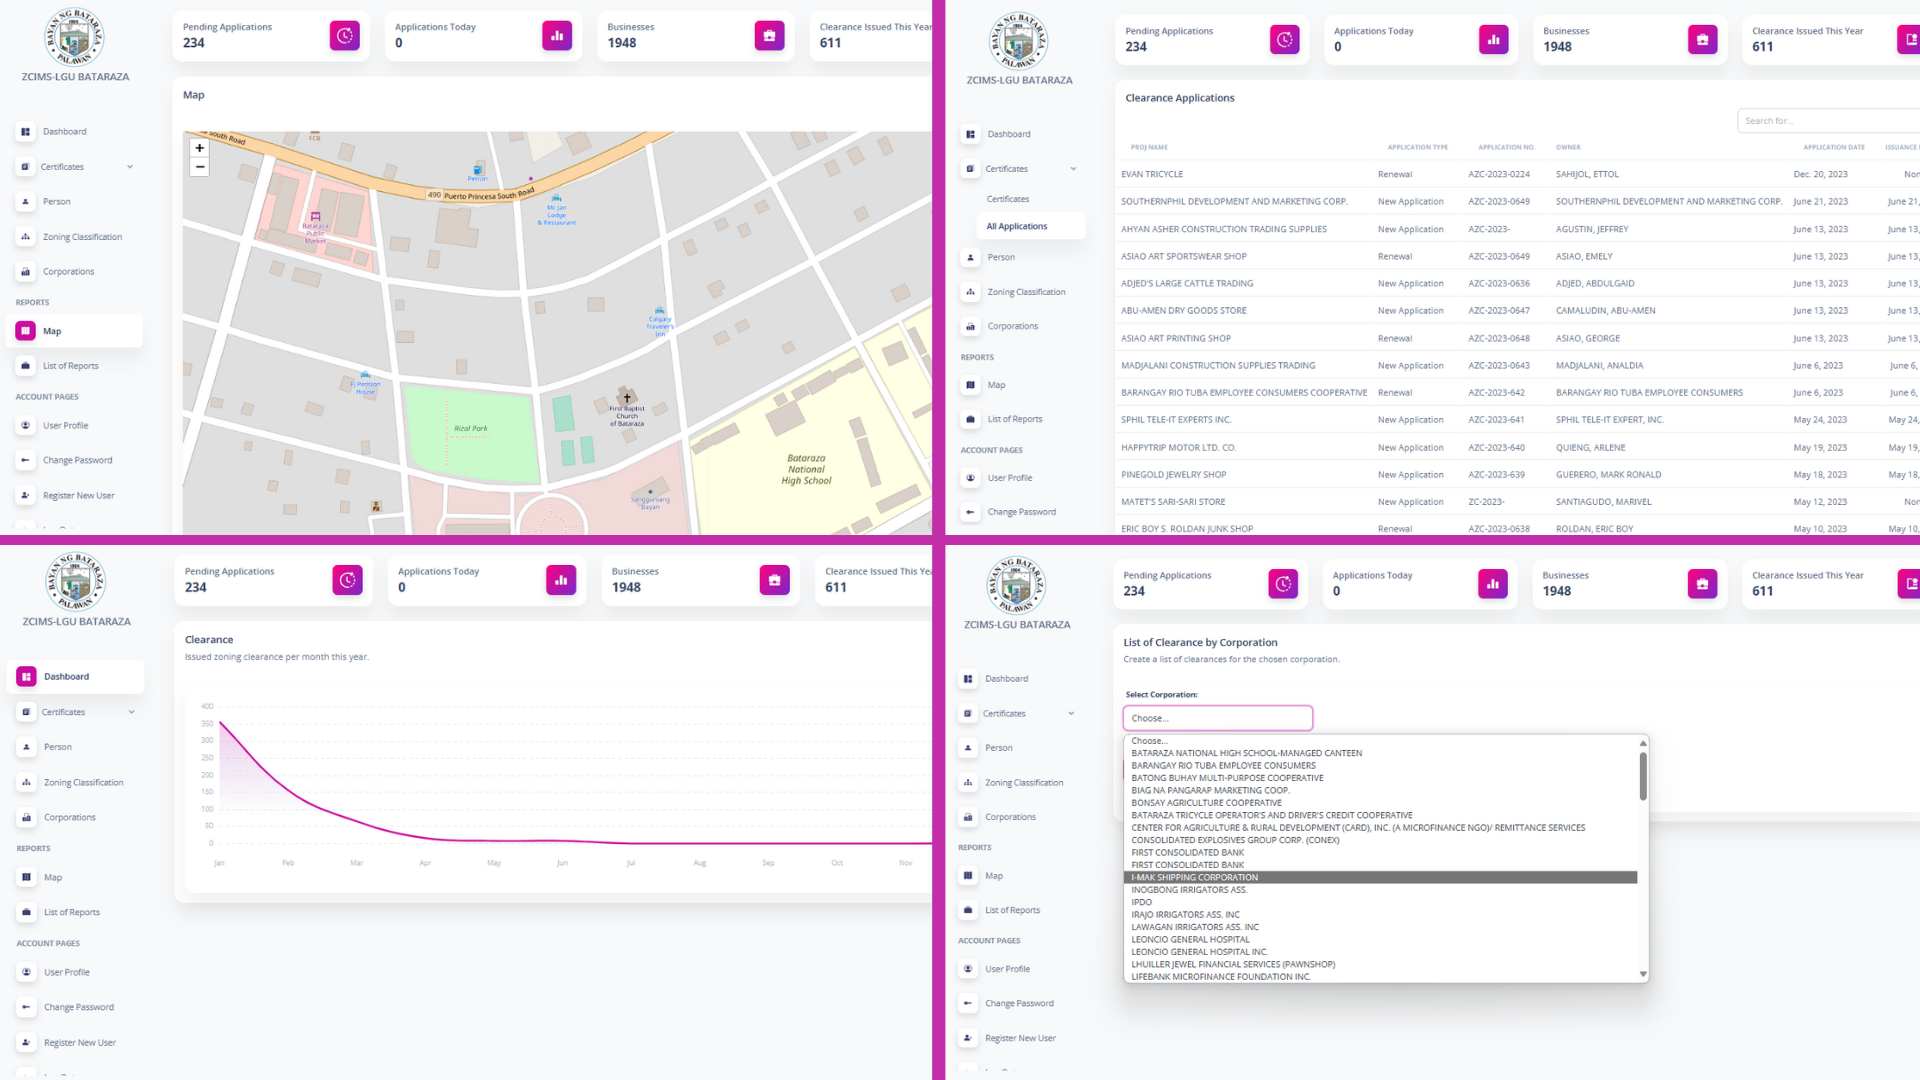 BAYAN NG BATARAZA
1964
PALAWAN
ZCIMS-LGU BATARAZA
Dashboard
Certificates
Person
Zoning Classification
Corporations
REPORTS
Map
List of Reports
ACCOUNT PAGES
User Profile
Change Password
Register New User
Pending Applications
234
Applications Today
0
Businesses
1948
Clearance Issued This Year
611
Map
+
−
South Road
FCB
Petron
490 Puerto Princesa South Road
Mc Jan
Lodge
& Restaurant
Bataraza
Public
Market
Calgary
Traveler's
Inn
FJ Pension
House
Rizal Park
First Baptist
Church
of Bataraza
Bataraza
National
High School
Sangguniang
Bayan
BAYAN NG BATARAZA
1964
PALAWAN
ZCIMS-LGU BATARAZA
Dashboard
Certificates
Certificates
All Applications
Person
Zoning Classification
Corporations
REPORTS
Map
List of Reports
ACCOUNT PAGES
User Profile
Change Password
Pending Applications
234
Applications Today
0
Businesses
1948
Clearance Issued This Year
611
Clearance Applications
Search for...
PROJ NAME APPLICATION TYPE APPLICATION NO. OWNER APPLICATION DATE ISSUANCE
EVAN TRICYCLE Renewal AZC-2023-0224 SAHIJOL, ETTOL Dec. 20, 2023 Non
SOUTHERNPHIL DEVELOPMENT AND MARKETING CORP. New Application AZC-2023-0649 SOUTHERNPHIL DEVELOPMENT AND MARKETING CORP. June 21, 2023 June 21,
AHYAN ASHER CONSTRUCTION TRADING SUPPLIES New Application AZC-2023- AGUSTIN, JEFFREY June 13, 2023 June 13,
ASIAO ART SPORTSWEAR SHOP Renewal AZC-2023-0649 ASIAO, EMELY June 13, 2023 June 13,
ADJED'S LARGE CATTLE TRADING New Application AZC-2023-0636 ADJED, ABDULGAID June 13, 2023 June 13,
ABU-AMEN DRY GOODS STORE New Application AZC-2023-0647 CAMALUDIN, ABU-AMEN June 13, 2023 June 13,
ASIAO ART PRINTING SHOP Renewal AZC-2023-0648 ASIAO, GEORGE June 13, 2023 June 13,
MADJALANI CONSTRUCTION SUPPLIES TRADING New Application AZC-2023-0643 MADJALANI, ANALDIA June 6, 2023 June 6,
BARANGAY RIO TUBA EMPLOYEE CONSUMERS COOPERATIVE Renewal AZC-2023-642 BARANGAY RIO TUBA EMPLOYEE CONSUMERS June 6, 2023 June 6,
SPHIL TELE-IT EXPERTS INC. New Application AZC-2023-641 SPHIL TELE-IT EXPERT, INC. May 24, 2023 May 24,
HAPPYTRIP MOTOR LTD. CO. New Application AZC-2023-640 QUIENG, ARLENE May 19, 2023 May 19,
PINEGOLD JEWELRY SHOP New Application AZC-2023-639 GUERERO, MARK RONALD May 18, 2023 May 18,
MATET'S SARI-SARI STORE New Application ZC-2023- SANTIAGUDO, MARIVEL May 12, 2023 Non
ERIC BOY S. ROLDAN JUNK SHOP Renewal AZC-2023-0638 ROLDAN, ERIC BOY May 10, 2023 May 10,
BAYAN NG BATARAZA
1964
PALAWAN
ZCIMS-LGU BATARAZA
Dashboard
Certificates
Person
Zoning Classification
Corporations
REPORTS
Map
List of Reports
ACCOUNT PAGES
User Profile
Change Password
Register New User
Pending Applications
234
Applications Today
0
Businesses
1948
Clearance Issued This Yea
611
Clearance
Issued zoning clearance per month this year.
400
350
300
250
200
150
100
50
0
Jan Feb Mar Apr May Jun Jul Aug Sep Oct Nov
BAYAN NG BATARAZA
1964
PALAWAN
ZCIMS-LGU BATARAZA
Dashboard
Certificates
Person
Zoning Classification
Corporations
REPORTS
Map
List of Reports
ACCOUNT PAGES
User Profile
Change Password
Register New User
Pending Applications
234
Applications Today
0
Businesses
1948
Clearance Issued This Year
611
List of Clearance by Corporation
Create a list of clearances for the chosen corporation.
Select Corporation:
Choose...
Choose...
BATARAZA NATIONAL HIGH SCHOOL-MANAGED CANTEEN
BARANGAY RIO TUBA EMPLOYEE CONSUMERS
BATONG BUHAY MULTI-PURPOSE COOPERATIVE
BIAG NA PANGARAP MARKETING COOP.
BONSAY AGRICULTURE COOPERATIVE
BATARAZA TRICYCLE OPERATOR'S AND DRIVER'S CREDIT COOPERATIVE
CENTER FOR AGRICULTURE & RURAL DEVELOPMENT (CARD), INC. (A MICROFINANCE NGO)/ REMITTANCE SERVICES
CONSOLIDATED EXPLOSIVES GROUP CORP. (CONEX)
FIRST CONSOLIDATED BANK
FIRST CONSOLIDATED BANK
I-MAK SHIPPING CORPORATION
INOGBONG IRRIGATORS ASS.
IPDO
IRAJO IRRIGATORS ASS. INC
LAWAGAN IRRIGATORS ASS. INC
LEONCIO GENERAL HOSPITAL
LEONCIO GENERAL HOSPITAL INC.
LHUILLER JEWEL FINANCIAL SERVICES (PAWNSHOP)
LIFEBANK MICROFINANCE FOUNDATION INC.